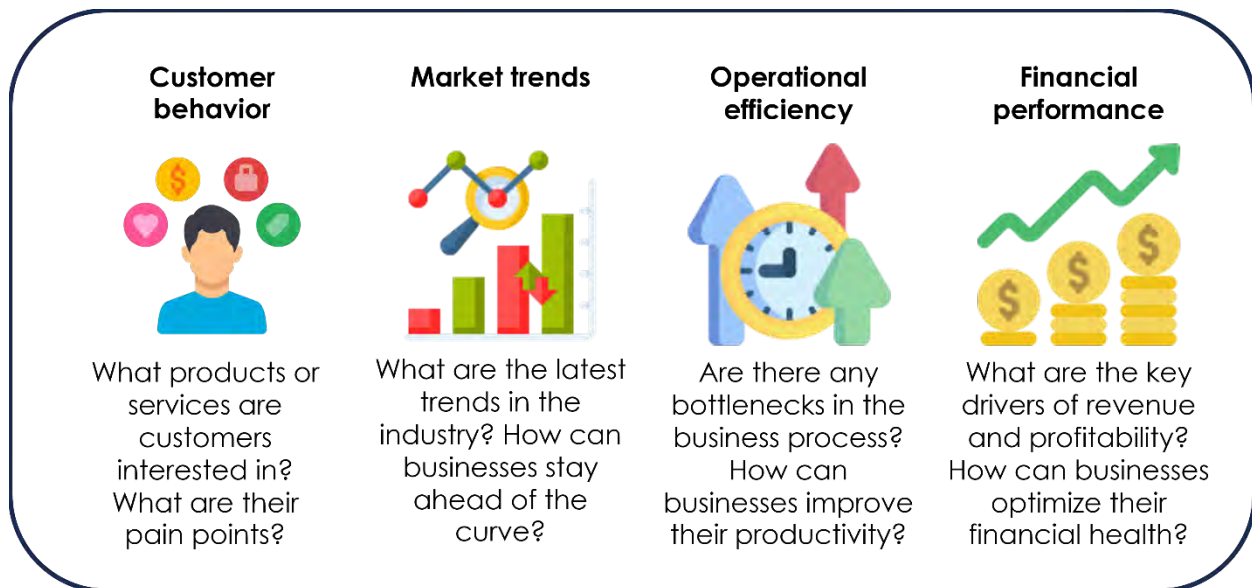 Customer
behavior
What products or
services are
customers
interested in?
What are their
pain points?
Market trends
What are the latest
trends in the
industry? How can
businesses stay
ahead of the
curve?
Operational
efficiency
Are there any
bottlenecks in the
business process?
How can
businesses improve
their productivity?
Financial
performance
What are the key
drivers of revenue
and profitability?
How can businesses
optimize their
financial health?